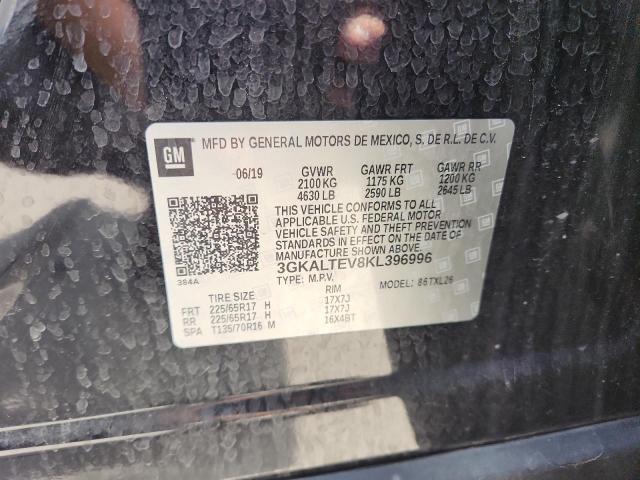 GM
MFD BY GENERAL MOTORS DE MEXICO, S. DE R.L. DE C.V.
06/19 GVWR GAWR FRT GAWR RR
2100 KG 1175 KG 1200 KG
4630 LB 2590 LB 2645 LB
THIS VEHICLE CONFORMS TO ALL
APPLICABLE U.S. FEDERAL MOTOR
VEHICLE SAFETY AND THEFT PREVENTION
STANDARDS IN EFFECT ON THE DATE OF
MANUFACTURE SHOWN ABOVE.
3GKALTEV8KL396996
384A TYPE: M.P.V. MODEL: 86TXL26
TIRE SIZE RIM
FRT 225/65R17 H 17X7J
RR 225/65R17 H 17X7J
SPA T135/70R16 M 16X4BT